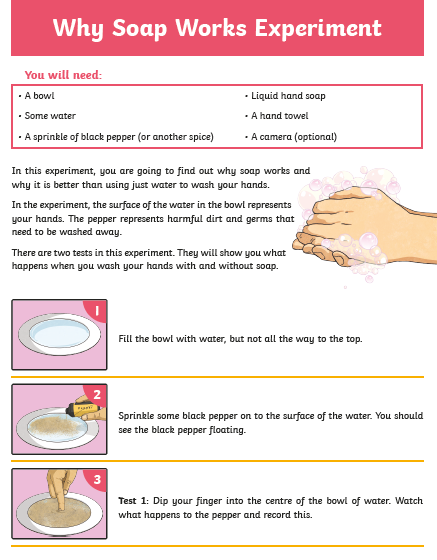 Why Soap Works Experiment
You will need:
• A bowl
• Some water
• A sprinkle of black pepper (or another spice)
• Liquid hand soap
• A hand towel
• A camera (optional)
In this experiment, you are going to find out why soap works and
why it is better than using just water to wash your hands.
In the experiment, the surface of the water in the bowl represents
your hands. The pepper represents harmful dirt and germs that
need to be washed away.
There are two tests in this experiment. They will show you what
happens when you wash your hands with and without soap.
1
Fill the bowl with water, but not all the way to the top.
2
Sprinkle some black pepper on to the surface of the water. You should
see the black pepper floating.
3
Test 1: Dip your finger into the centre of the bowl of water. Watch
what happens to the pepper and record this.